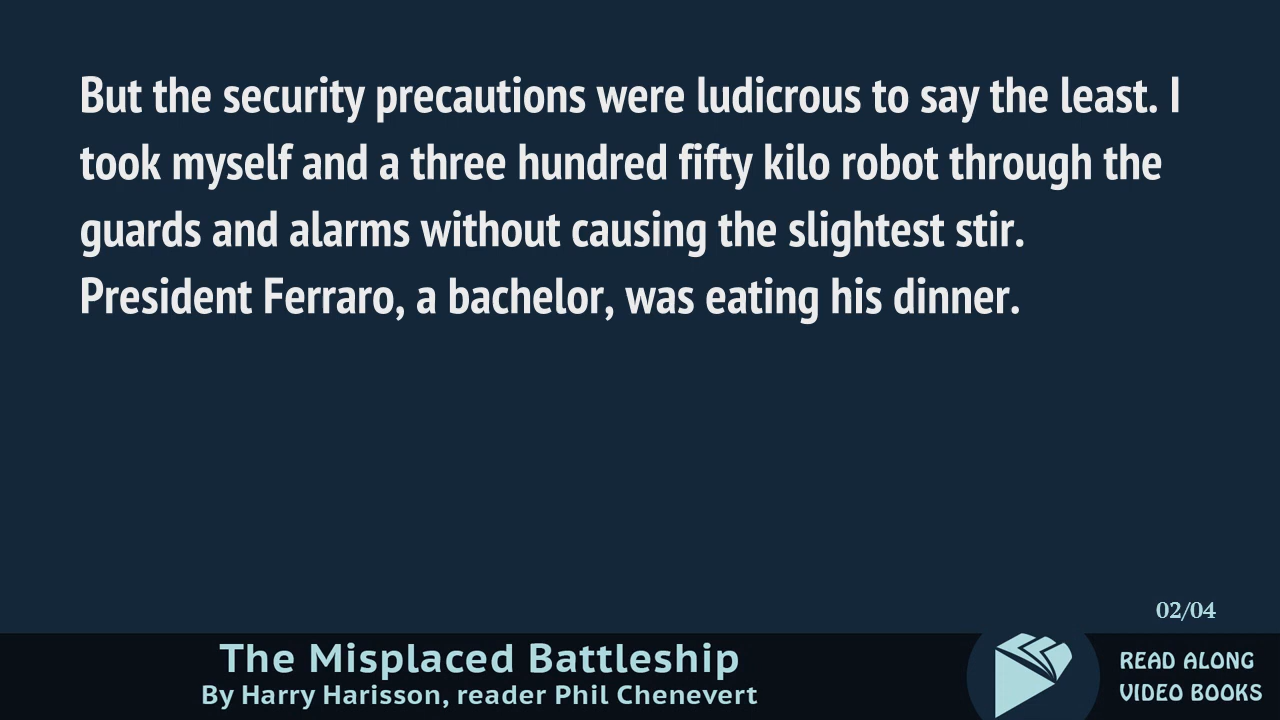 But the security precautions were ludicrous to say the least. I
took myself and a three hundred fifty kilo robot through the
guards and alarms without causing the slightest stir.
President Ferraro, a bachelor, was eating his dinner.
02/04
The Misplaced Battleship
By Harry Harisson, reader Phil Chenevert
READ ALONG
VIDEO BOOKS